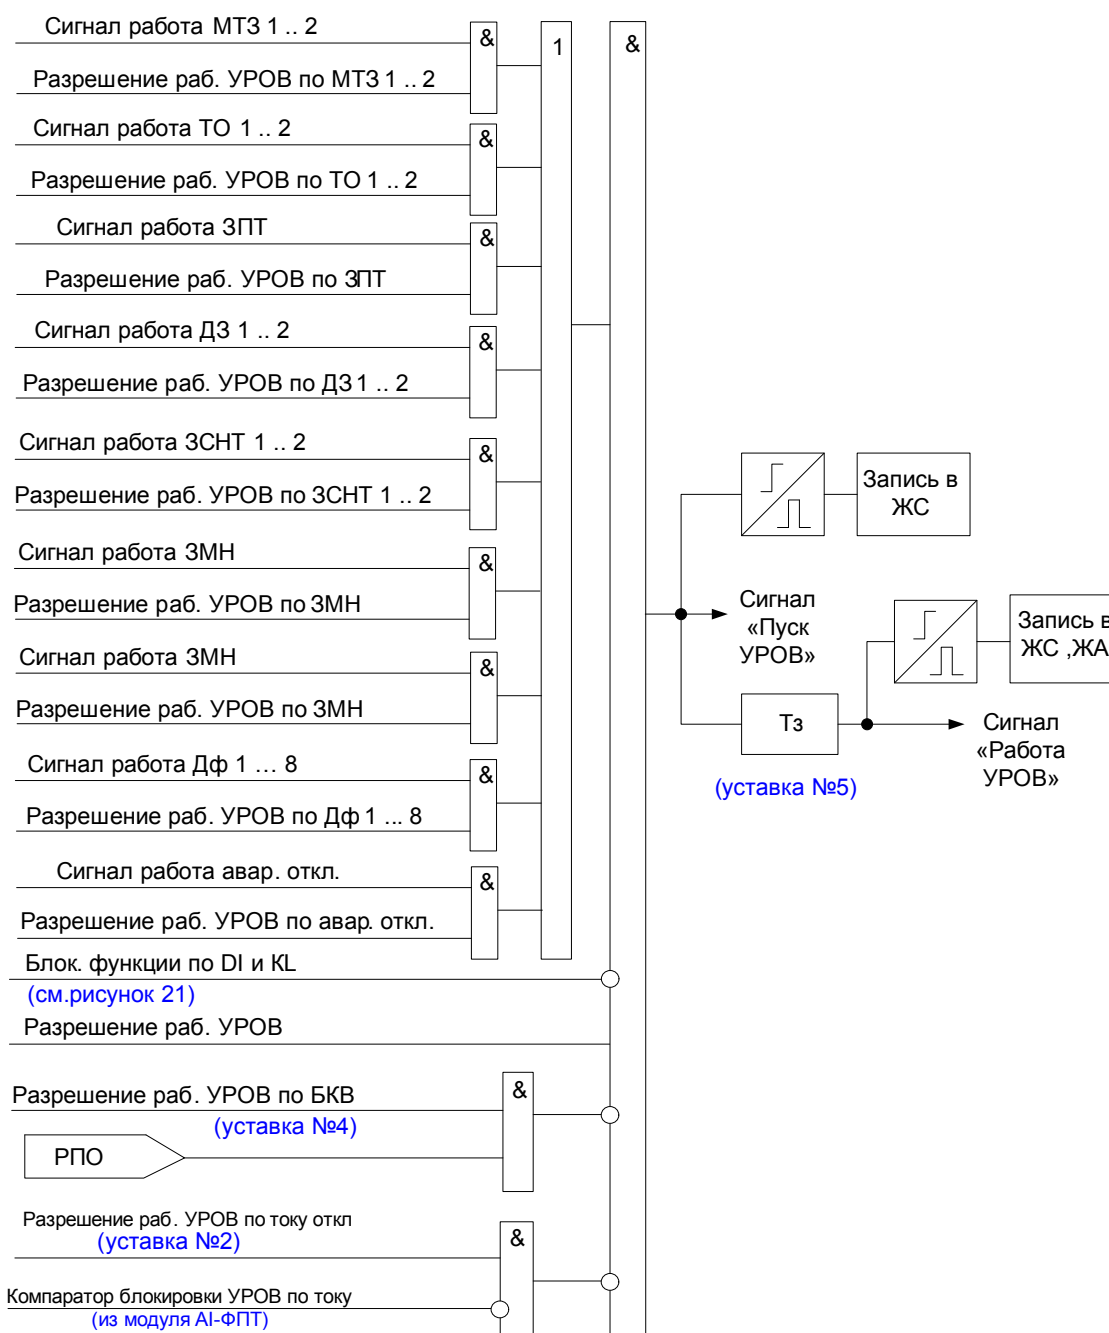 Сигнал работа МТЗ 1 .. 2
&
1
&
Разрешение раб. УРОВ по МТЗ 1 .. 2
Сигнал работа ТО 1 .. 2
&
Разрешение раб. УРОВ по ТО 1 .. 2
Сигнал работа ЗПТ
&
Разрешение раб. УРОВ по ЗПТ
Сигнал работа ДЗ 1 .. 2
&
Разрешение раб. УРОВ по ДЗ 1 .. 2
Сигнал работа ЗСНТ 1 .. 2
&
Разрешение раб. УРОВ по ЗСНТ 1 .. 2
Сигнал работа ЗМН
&
Разрешение раб. УРОВ по ЗМН
Сигнал работа ЗМН
&
Разрешение раб. УРОВ по ЗМН
Сигнал работа Дф 1 ... 8
&
Разрешение раб. УРОВ по Дф 1 ... 8
Сигнал работа авар. откл.
&
Разрешение раб. УРОВ по авар. откл.
Блок. функции по DI и KL
(см.рисунок 21)
Разрешение раб. УРОВ
Разрешение раб. УРОВ по БКВ
&
(уставка №4)
РПО
Разрешение раб. УРОВ по току откл
(уставка №2)
&
Компаратор блокировки УРОВ по току
(из модуля AI-ФПТ)
Запись в
ЖС
Сигнал
«Пуск
УРОВ»
Запись в
ЖС ,ЖА
Тз
(уставка №5)
Сигнал
«Работа
УРОВ»